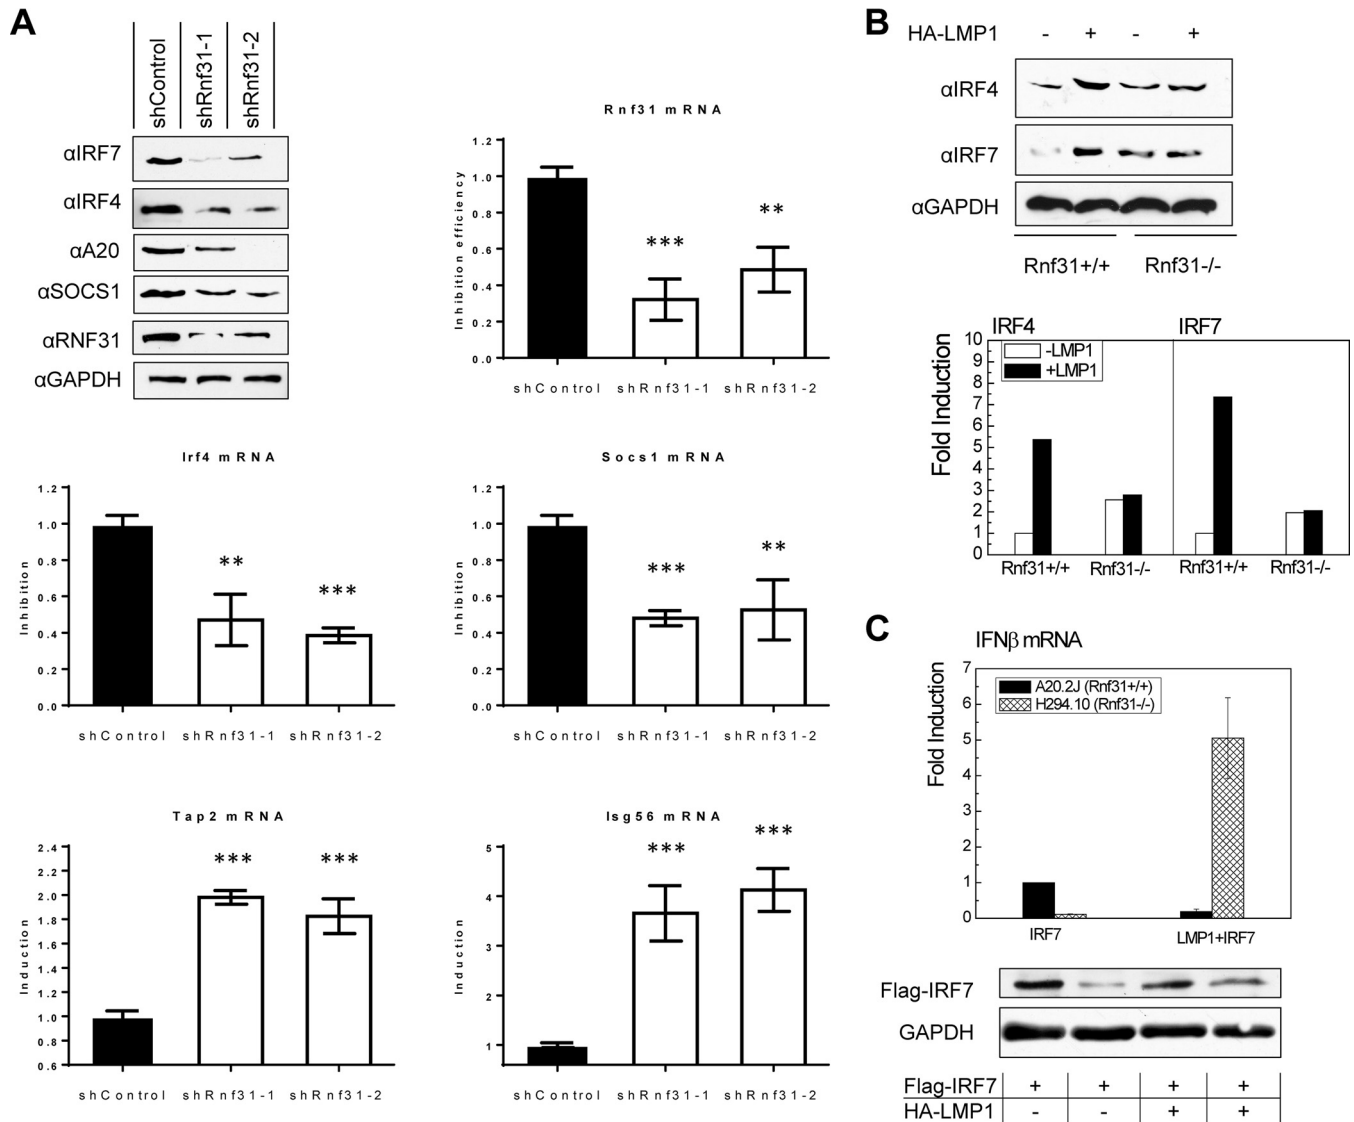 A
shControl
shRnf31-1
shRnf31-2
αIRF7
αIRF4
αA20
αSOCS1
αRNF31
αGAPDH
Rnf31 mRNA
Inhibition efficiency
1.2
1.0
0.8
0.6
0.4
0.2
0.0
***
**
shControl shRnf31-1 shRnf31-2
Irf4 mRNA
Inhibition
1.2
1.0
0.8
0.6
0.4
0.2
0.0
**
***
shControl shRnf31-1 shRnf31-2
Socs1 mRNA
Inhibition
1.2
1.0
0.8
0.6
0.4
0.2
0.0
***
**
shControl shRnf31-1 shRnf31-2
Tap2 mRNA
Induction
2.4
2.2
2.0
1.8
1.6
1.4
1.2
1.0
0.8
0.6
***
***
shControl shRnf31-1 shRnf31-2
Isg56 mRNA
Induction
5
4
3
2
1
***
***
shControl shRnf31-1 shRnf31-2
B
HA-LMP1 - + - +
αIRF4
αIRF7
αGAPDH
Rnf31+/+ Rnf31-/-
IRF4 IRF7
Fold Induction
10
9
8
7
6
5
4
3
2
1
0
-LMP1
+LMP1
Rnf31+/+ Rnf31-/- Rnf31+/+ Rnf31-/-
C
IFNβ mRNA
Fold Induction
7
6
5
4
3
2
1
0
A20.2J (Rnf31+/+)
H294.10 (Rnf31-/-)
IRF7 LMP1+IRF7
Flag-IRF7
GAPDH
Flag-IRF7 + + + +
HA-LMP1 - - + +